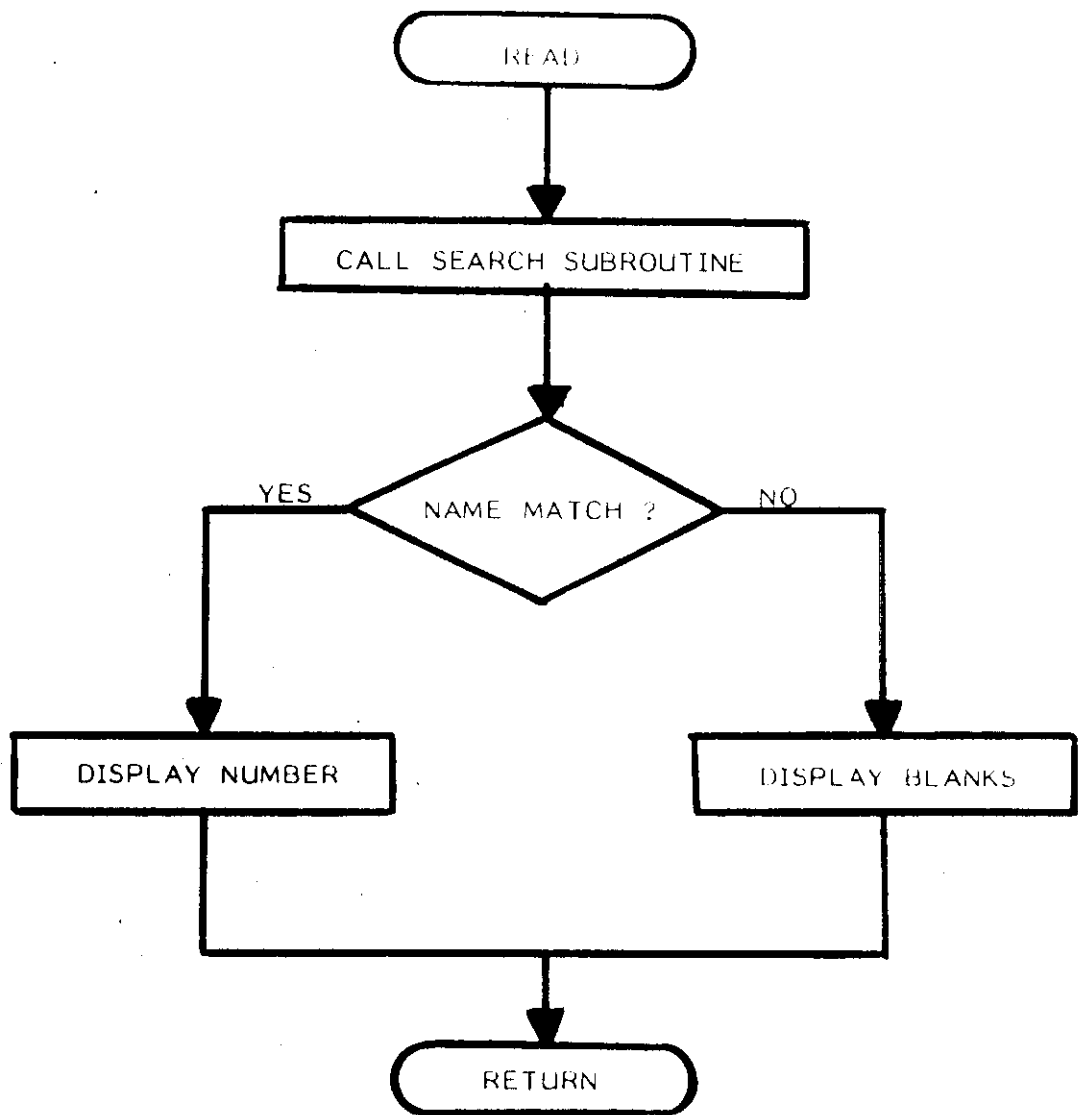 READ
CALL SEARCH SUBROUTINE
YES
NAME MATCH ?
NO
DISPLAY NUMBER
DISPLAY BLANKS
RETURN